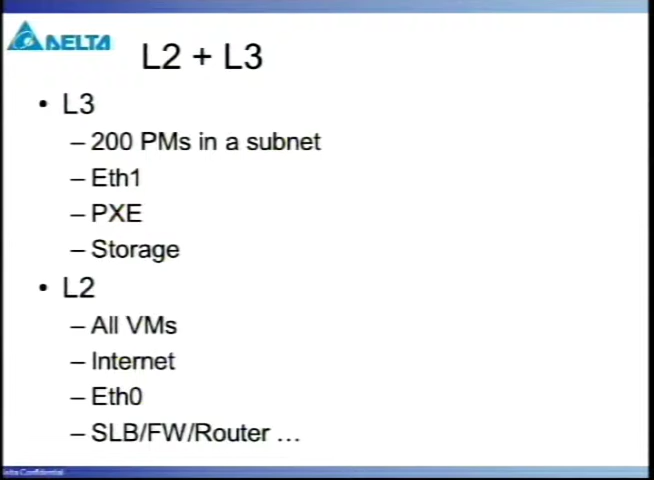 DELTA
L2 + L3
• L3
– 200 PMs in a subnet
– Eth1
– PXE
– Storage
• L2
– All VMs
– Internet
– Eth0
– SLB/FW/Router ...
Confidential